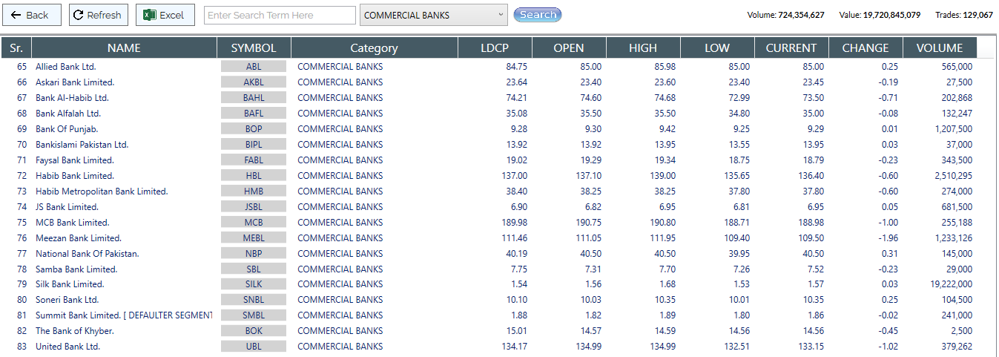 Back Refresh Excel Enter Search Term Here COMMERCIAL BANKS Search Volume: 724,354,627 Value: 19,720,845,079 Trades: 129,067
Sr. NAME SYMBOL Category LDCP OPEN HIGH LOW CURRENT CHANGE VOLUME
65 Allied Bank Ltd. ABL COMMERCIAL BANKS 84.75 85.00 85.98 85.00 85.00 0.25 565,000
66 Askari Bank Limited. AKBL COMMERCIAL BANKS 23.64 23.40 23.60 23.40 23.45 -0.19 27,500
67 Bank Al-Habib Ltd. BAHL COMMERCIAL BANKS 74.21 74.60 74.68 72.99 73.50 -0.71 202,868
68 Bank Alfalah Ltd. BAFL COMMERCIAL BANKS 35.08 35.50 35.50 34.80 35.00 -0.08 132,247
69 Bank Of Punjab. BOP COMMERCIAL BANKS 9.28 9.30 9.42 9.25 9.29 0.01 1,207,500
70 Bankislami Pakistan Ltd. BIPL COMMERCIAL BANKS 13.92 13.92 13.95 13.55 13.95 0.03 37,000
71 Faysal Bank Limited. FABL COMMERCIAL BANKS 19.02 19.29 19.34 18.75 18.79 -0.23 343,500
72 Habib Bank Limited. HBL COMMERCIAL BANKS 137.00 137.10 139.00 135.65 136.40 -0.60 2,510,295
73 Habib Metropolitan Bank Limited. HMB COMMERCIAL BANKS 38.40 38.25 38.25 37.80 37.80 -0.60 274,000
74 JS Bank Limited. JSBL COMMERCIAL BANKS 6.90 6.82 6.95 6.81 6.95 0.05 681,500
75 MCB Bank Limited. MCB COMMERCIAL BANKS 189.98 190.75 190.80 188.71 188.98 -1.00 255,188
76 Meezan Bank Limited. MEBL COMMERCIAL BANKS 111.46 111.05 111.95 109.40 109.50 -1.96 1,233,126
77 National Bank Of Pakistan. NBP COMMERCIAL BANKS 40.19 40.50 40.50 39.95 40.50 0.31 145,000
78 Samba Bank Limited. SBL COMMERCIAL BANKS 7.75 7.31 7.70 7.26 7.52 -0.23 29,000
79 Silk Bank Limited. SILK COMMERCIAL BANKS 1.54 1.56 1.68 1.53 1.57 0.03 19,222,000
80 Soneri Bank Ltd. SNBL COMMERCIAL BANKS 10.10 10.03 10.35 10.01 10.35 0.25 104,500
81 Summit Bank Limited. [ DEFAULTER SEGMENT SMBL COMMERCIAL BANKS 1.88 1.82 1.89 1.80 1.86 -0.02 241,000
82 The Bank of Khyber. BOK COMMERCIAL BANKS 15.01 14.57 14.59 14.56 14.56 -0.45 2,500
83 United Bank Ltd. UBL COMMERCIAL BANKS 134.17 134.99 134.99 132.51 133.15 -1.02 379,262